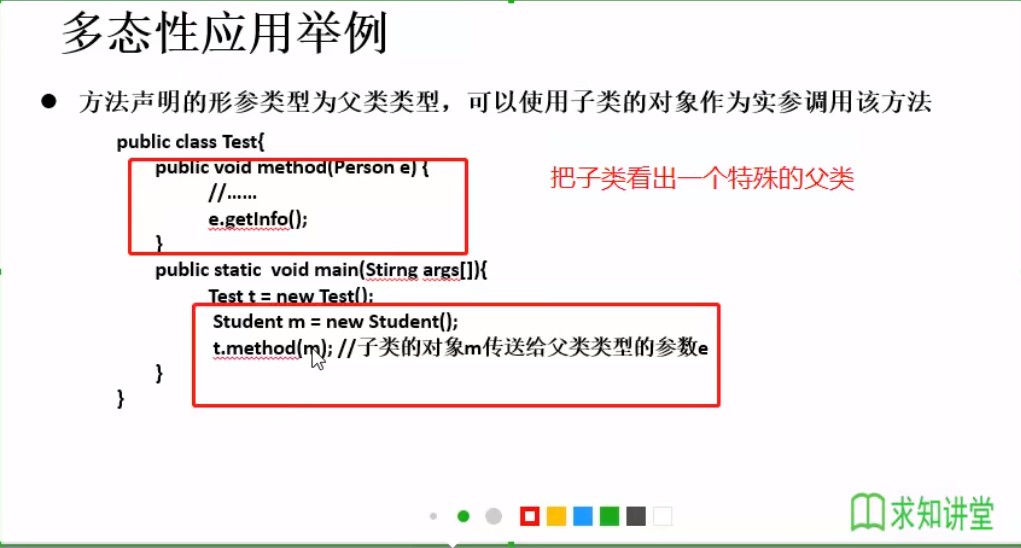 多态性应用举例
● 方法声明的形参类型为父类类型，可以使用子类的对象作为实参调用该方法
public class Test{
public void method(Person e) {
把子类看出一个特殊的父类
//……
e.getInfo();
}
public static void main(Stirng args[]){
Test t = new Test();
Student m = new Student();
t.method(m); //子类的对象m传送给父类类型的参数e
}
}
求知讲堂